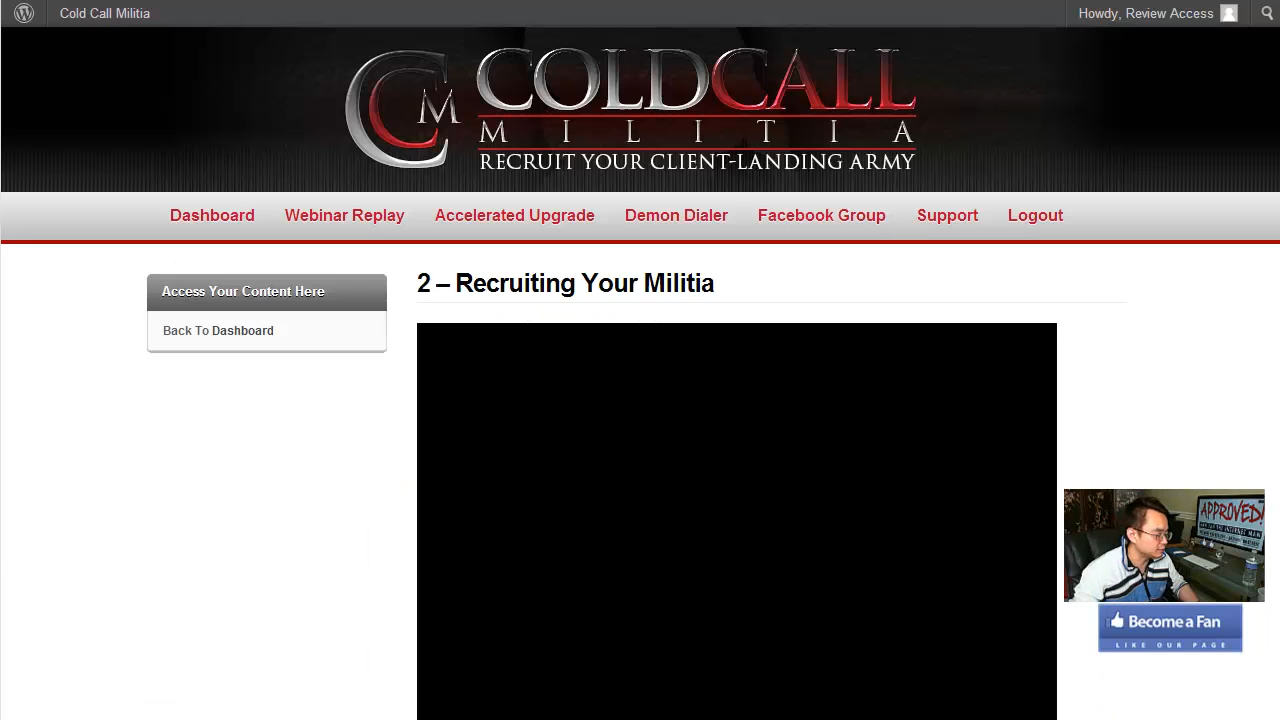 Cold Call Militia
Howdy, Review Access
CCM
COLDCALL
MILITIA
RECRUIT YOUR CLIENT-LANDING ARMY
Dashboard Webinar Replay Accelerated Upgrade Demon Dialer Facebook Group Support Logout
Access Your Content Here
Back To Dashboard
2 – Recruiting Your Militia
APPROVED!
Become a Fan
LIKE OUR PAGE